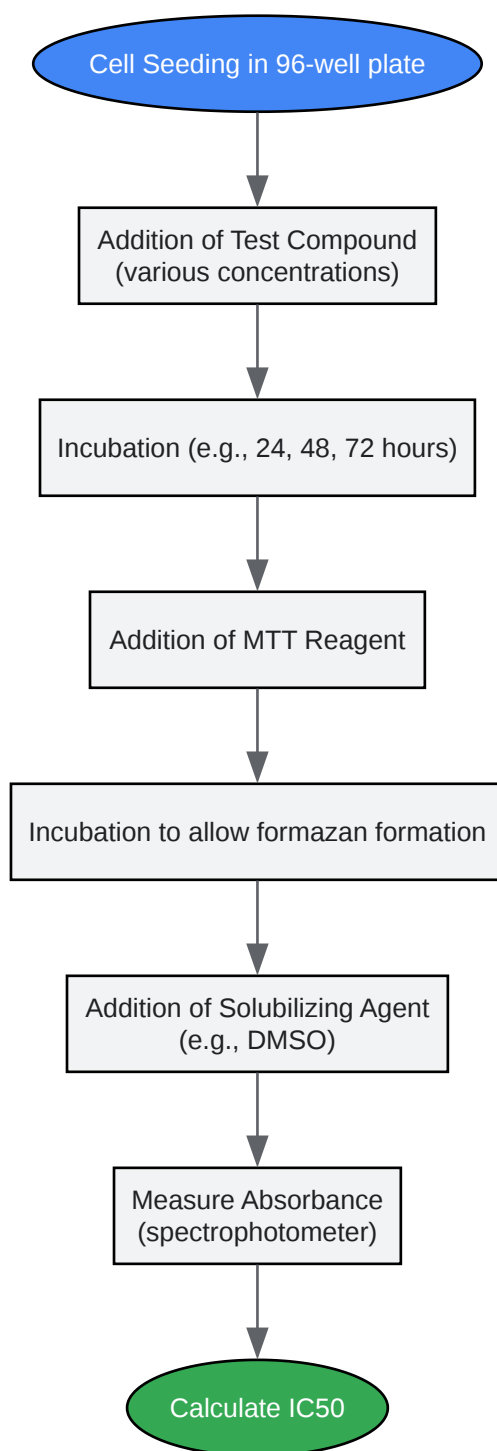 Cell Seeding in 96-well plate
Addition of Test Compound
(various concentrations)
Incubation (e.g., 24, 48, 72 hours)
Addition of MTT Reagent
Incubation to allow formazan formation
Addition of Solubilizing Agent
(e.g., DMSO)
Measure Absorbance
(spectrophotometer)
Calculate IC50